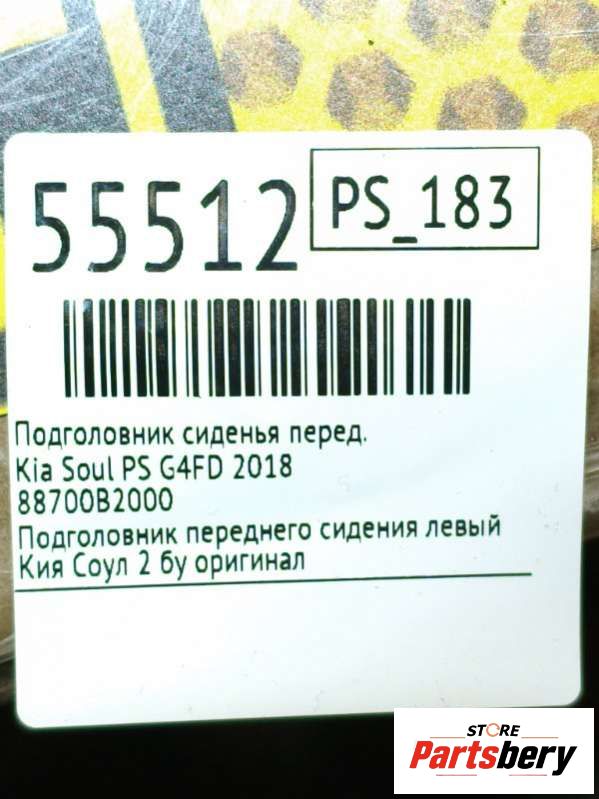 55512
PS_183
Подголовник сиденья перед.
Kia Soul PS G4FD 2018
88700B2000
Подголовник переднего сидения левый
Кия Соул 2 бу оригинал
STORE
Partsbery